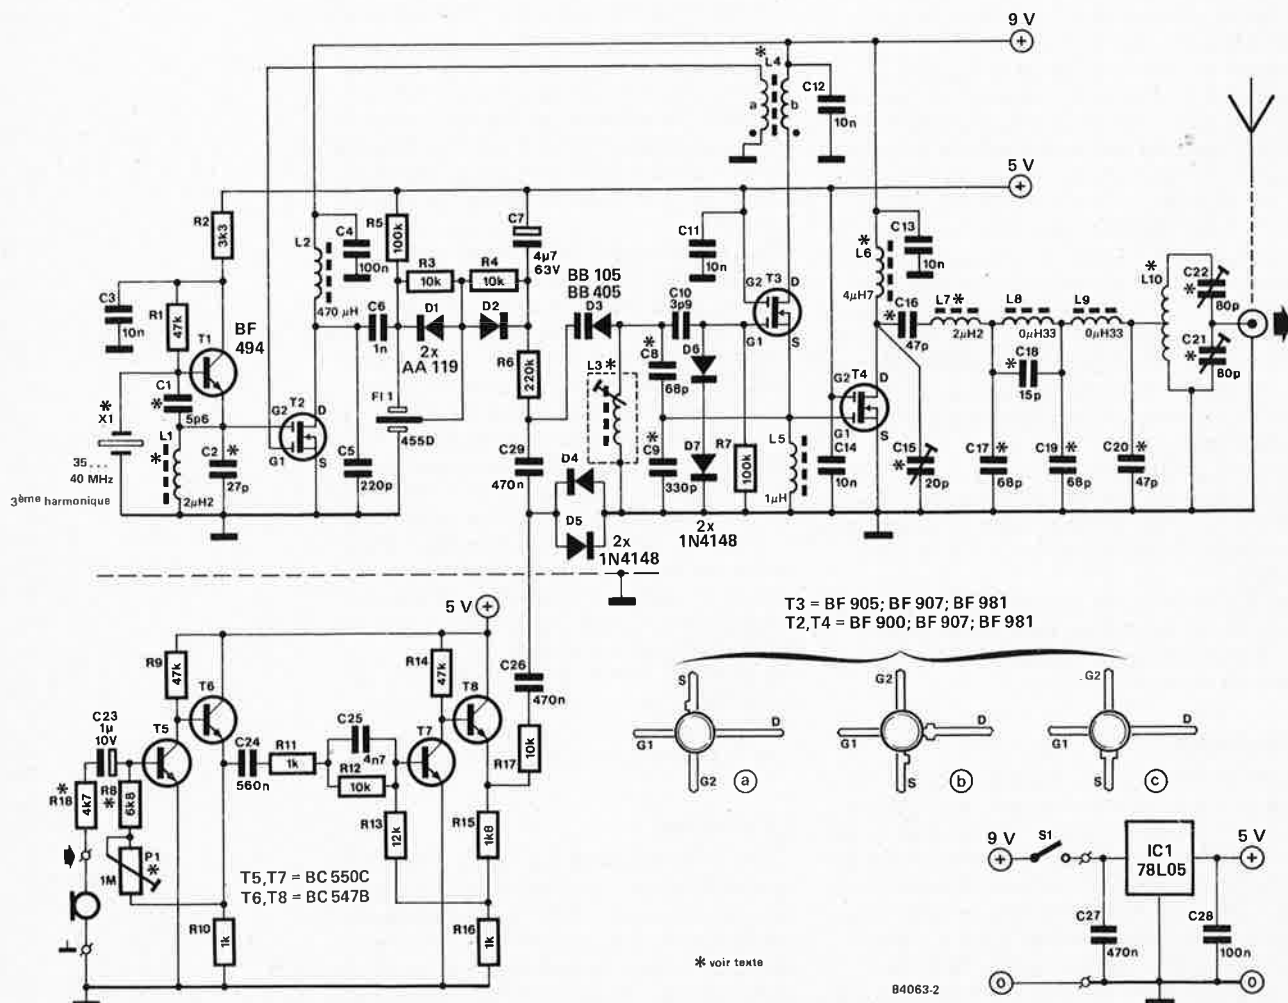 9 V
L4
*
a
b
C12
10n
5 V
R2
3k3
L2
470 µH
C4
100n
R5
100k
C7
4µ7
63V
R3
10k
R4
10k
BB 105
BB 405
D3
C11
10n
C10
3p9
G2
T3
D
G1
S
*
L6
4µH7
C13
10n
*
C16
47p
L7*
2µH2
L8
0µH33
L9
0µH33
*
L10
C22
*
80p
C21
*
80p
C3
10n
R1
47k
T1
BF
494
C6
1n
D1
D2
2x
AA 119
R6
220k
L3*
*
C8
68p
D6
T4
G2
D
G1
S
C18
*
15p
*
X1
C1
*
5p6
T2
G2
D
G1
S
Fl 1
455D
35...
40 MHz
3ème harmonique
L1
*
2µH2
C2
*
27p
C5
220p
C29
470n
D4
D5
2x
1N4148
*
C9
330p
D7
R7
100k
L5
1µH
C14
10n
C15
*
20p
C17
*
68p
C19
*
68p
C20
*
47p
2x
1N4148
5 V
T3 = BF 905; BF 907; BF 981
T2,T4 = BF 900; BF 907; BF 981
R9
47k
T6
R14
47k
T8
C26
470n
S
G1
D
G2
a
G2
G1
D
S
b
G2
G1
D
S
c
C23
1µ
10V
T5
C24
560n
R11
1k
C25
4n7
R12
10k
T7
R17
10k
*
R18
4k7
R8
*
6k8
P1
*
1M
R13
12k
R15
1k8
T5,T7 = BC 550C
T6,T8 = BC 547B
R10
1k
R16
1k
9 V
S1
IC1
78L05
5 V
C27
470n
C28
100n
0
0
* voir texte
84063-2